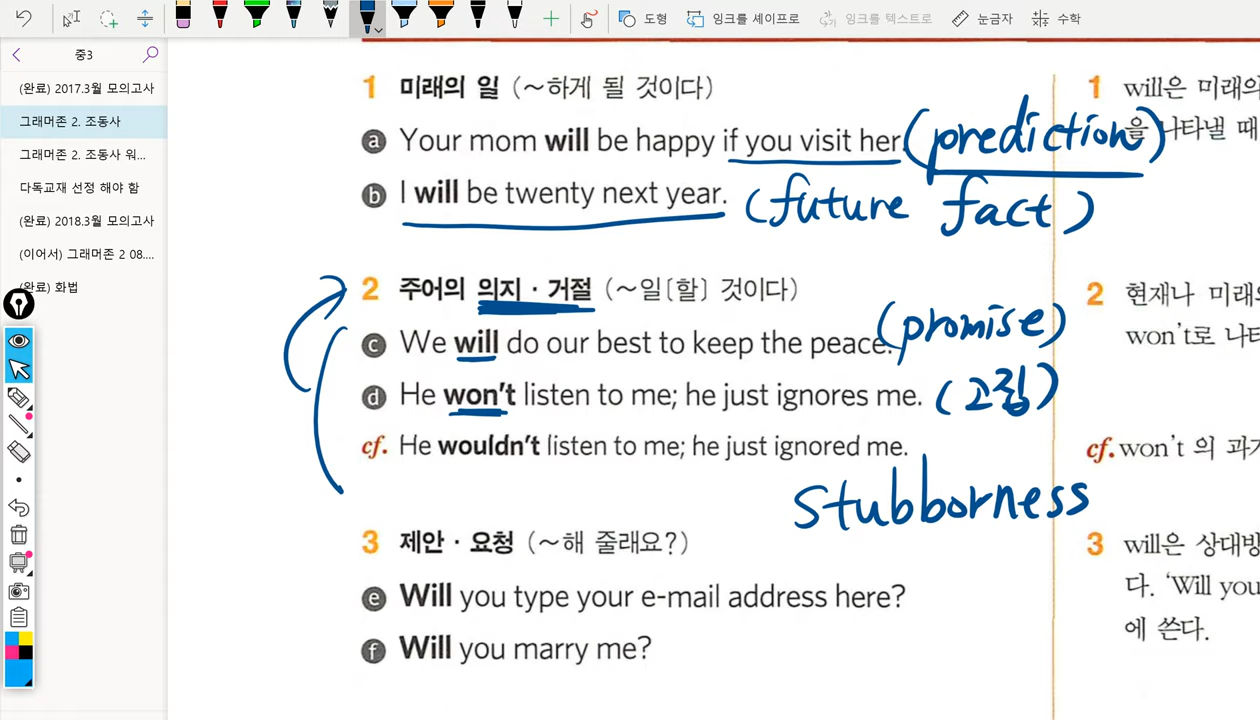 도형
잉크를 셰이프로
잉크를 텍스트로
눈금자
수학
중3
(완료) 2017.3월 모의고사
그래머존 2. 조동사
그래머존 2. 조동사 워...
다독교재 선정 해야 함
(완료) 2018.3월 모의고사
(이어서) 그래머존 2 08....
(완료) 화법
1 미래의 일 (~하게 될 것이다)
a Your mom will be happy if you visit her. (prediction)
b I will be twenty next year. (future fact)
2 주어의 의지 · 거절 (~일[할] 것이다)
c We will do our best to keep the peace. (promise)
d He won't listen to me; he just ignores me. (고집)
cf. He wouldn't listen to me; he just ignored me.
stubborness
3 제안 · 요청 (~해 줄래요?)
e Will you type your e-mail address here?
f Will you marry me?
1 will은 미래의
을 나타낼 때
2 현재나 미래의
won't로 나타
cf. won't 의 과거
3 will은 상대방
다. 'Will you
에 쓴다.